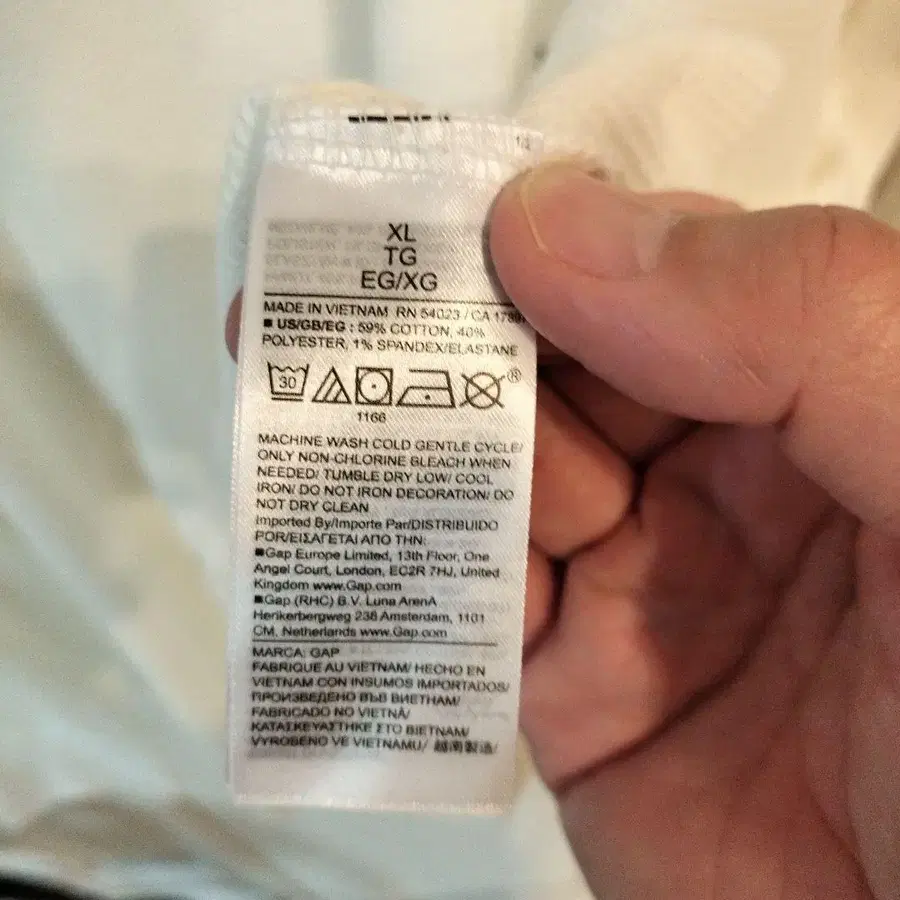 XL
TG
EG/XG
MADE IN VIETNAM RN 54023 / CA
■ US/GB/EG : 59% COTTON, 40%
POLYESTER, 1% SPANDEX/ELASTANE
30
®
1166
MACHINE WASH COLD GENTLE CYCLE/
ONLY NON-CHLORINE BLEACH WHEN
NEEDED/ TUMBLE DRY LOW/ COOL
IRON/ DO NOT IRON DECORATION/ DO
NOT DRY CLEAN
Imported By/Importe Par/DISTRIBUIDO
POR/ΕΙΣΑΓΕΤΑΙ ΑΠΟ ΤΗΝ:
■Gap Europe Limited, 13th Floor, One
Angel Court, London, EC2R 7HJ, United
Kingdom www.Gap.com
■Gap (RHC) B.V. Luna ArenA
Herikerbergweg 238 Amsterdam, 1101
CM, Netherlands www.Gap.com
MARCA: GAP
FABRIQUE AU VIETNAM/ HECHO EN
VIETNAM CON INSUMOS IMPORTADOS/
ПРОИЗВЕДЕНО ВЪВ ВИЕТНАМ/
FABRICADO NO VIETNÃ/
ΚΑΤΑΣΚΕΥΑΣΤΗΚΕ ΣΤΟ ΒΙΕΤΝΑΜ/
VYROBENO VE VIETNAMU/ 越南製造/